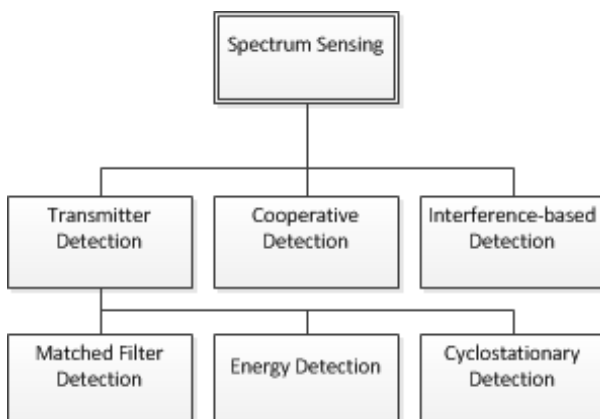 Spectrum Sensing
Transmitter
Detection
Cooperative
Detection
Interference-based
Detection
Matched Filter
Detection
Energy Detection
Cyclostationary
Detection